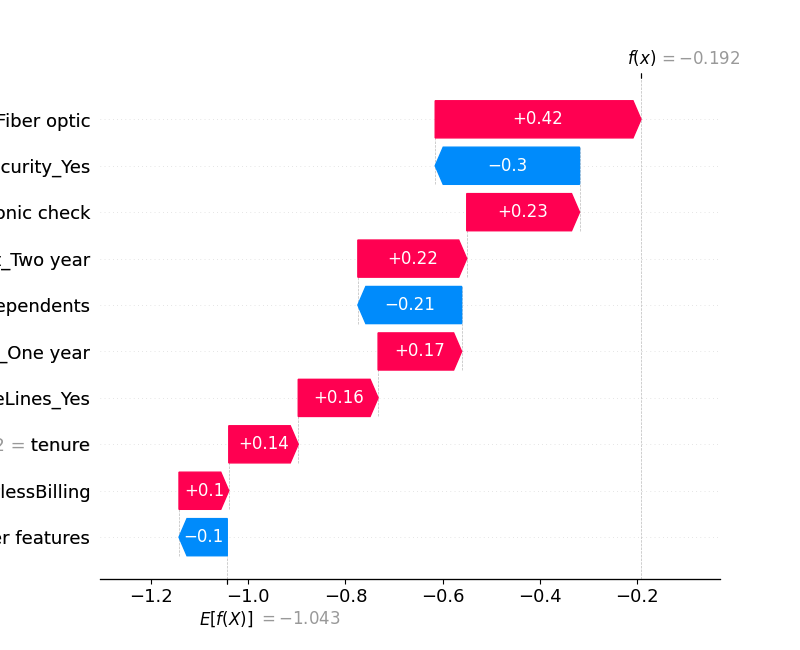 f(x) = −0.192
Fiber optic +0.42
curity_Yes −0.3
onic check +0.23
t_Two year +0.22
ependents −0.21
_One year +0.17
eLines_Yes +0.16
2 = tenure +0.14
lessBilling +0.1
er features −0.1
−1.2 −1.0 −0.8 −0.6 −0.4 −0.2
E[f(X)] = −1.043